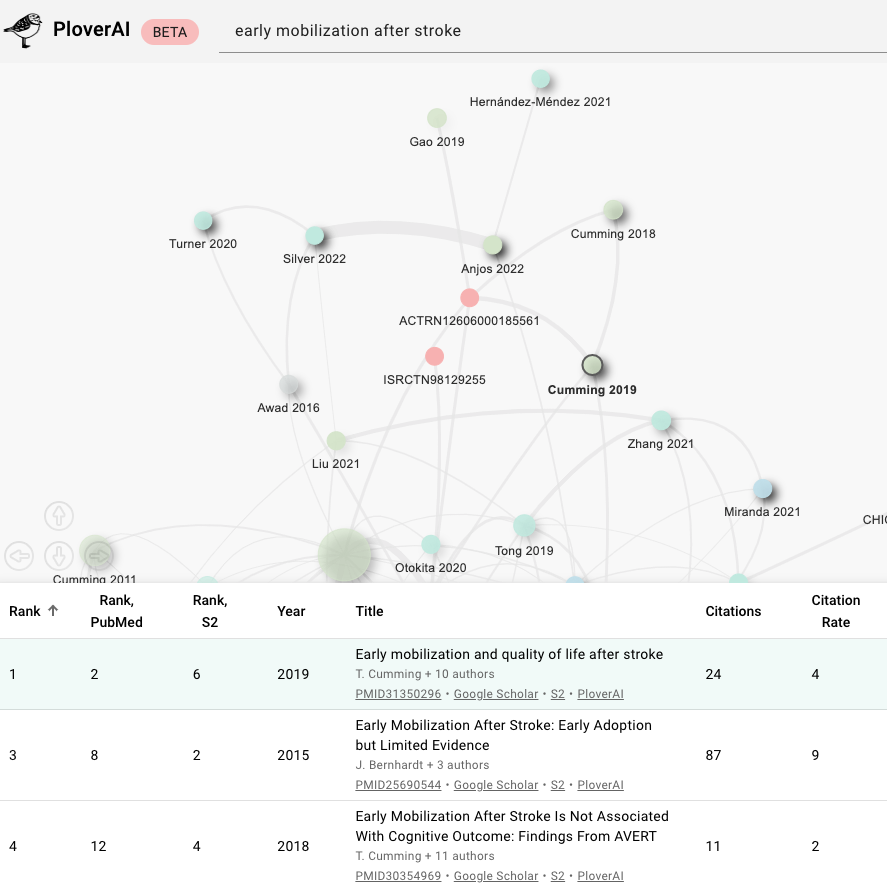 PloverAI BETA early mobilization after stroke
Hernández-Méndez 2021
Gao 2019
Cumming 2018
Turner 2020
Silver 2022
Anjos 2022
ACTRN12606000185561
ISRCTN98129255
Cumming 2019
Awad 2016
Zhang 2021
Liu 2021
Miranda 2021
CHIC
Tong 2019
Otokita 2020
Cumming 2011
Rank Rank, PubMed Rank, S2 Year Title Citations Citation Rate
1 2 6 2019 Early mobilization and quality of life after stroke 24 4
T. Cumming + 10 authors
PMID31350296 • Google Scholar • S2 • PloverAI
3 8 2 2015 Early Mobilization After Stroke: Early Adoption 87 9
but Limited Evidence
J. Bernhardt + 3 authors
PMID25690544 • Google Scholar • S2 • PloverAI
4 12 4 2018 Early Mobilization After Stroke Is Not Associated 11 2
With Cognitive Outcome: Findings From AVERT
T. Cumming + 11 authors
PMID30354969 • Google Scholar • S2 • PloverAI